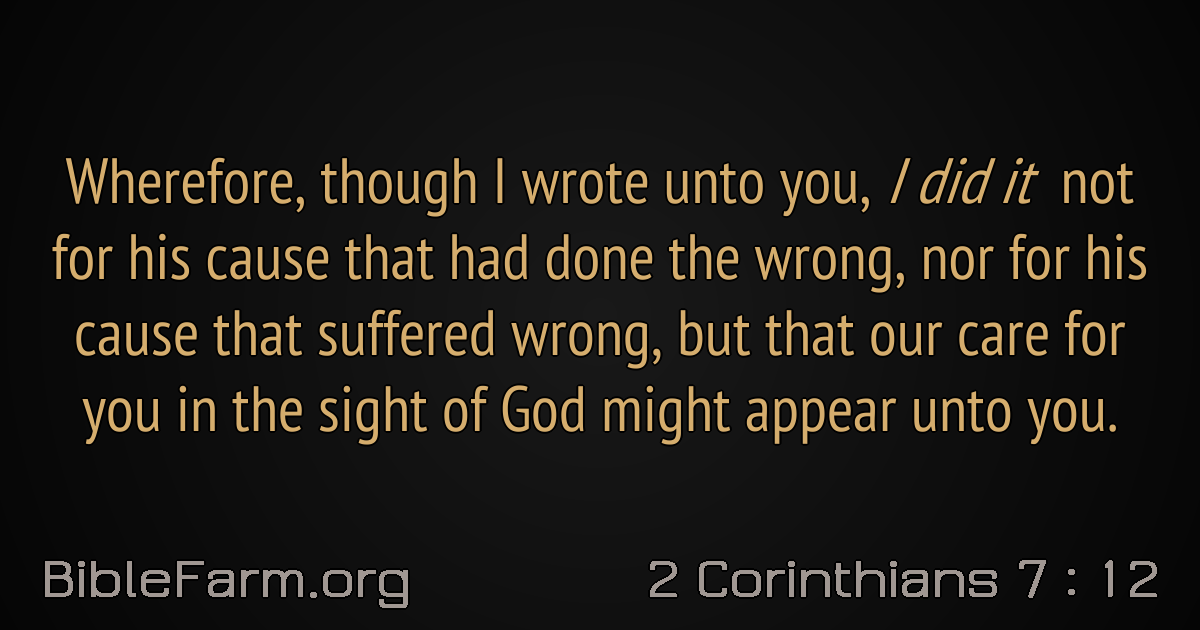 Wherefore, though I wrote unto you, I did it not
for his cause that had done the wrong, nor for his
cause that suffered wrong, but that our care for
you in the sight of God might appear unto you.
BibleFarm.org
2 Corinthians 7 : 12